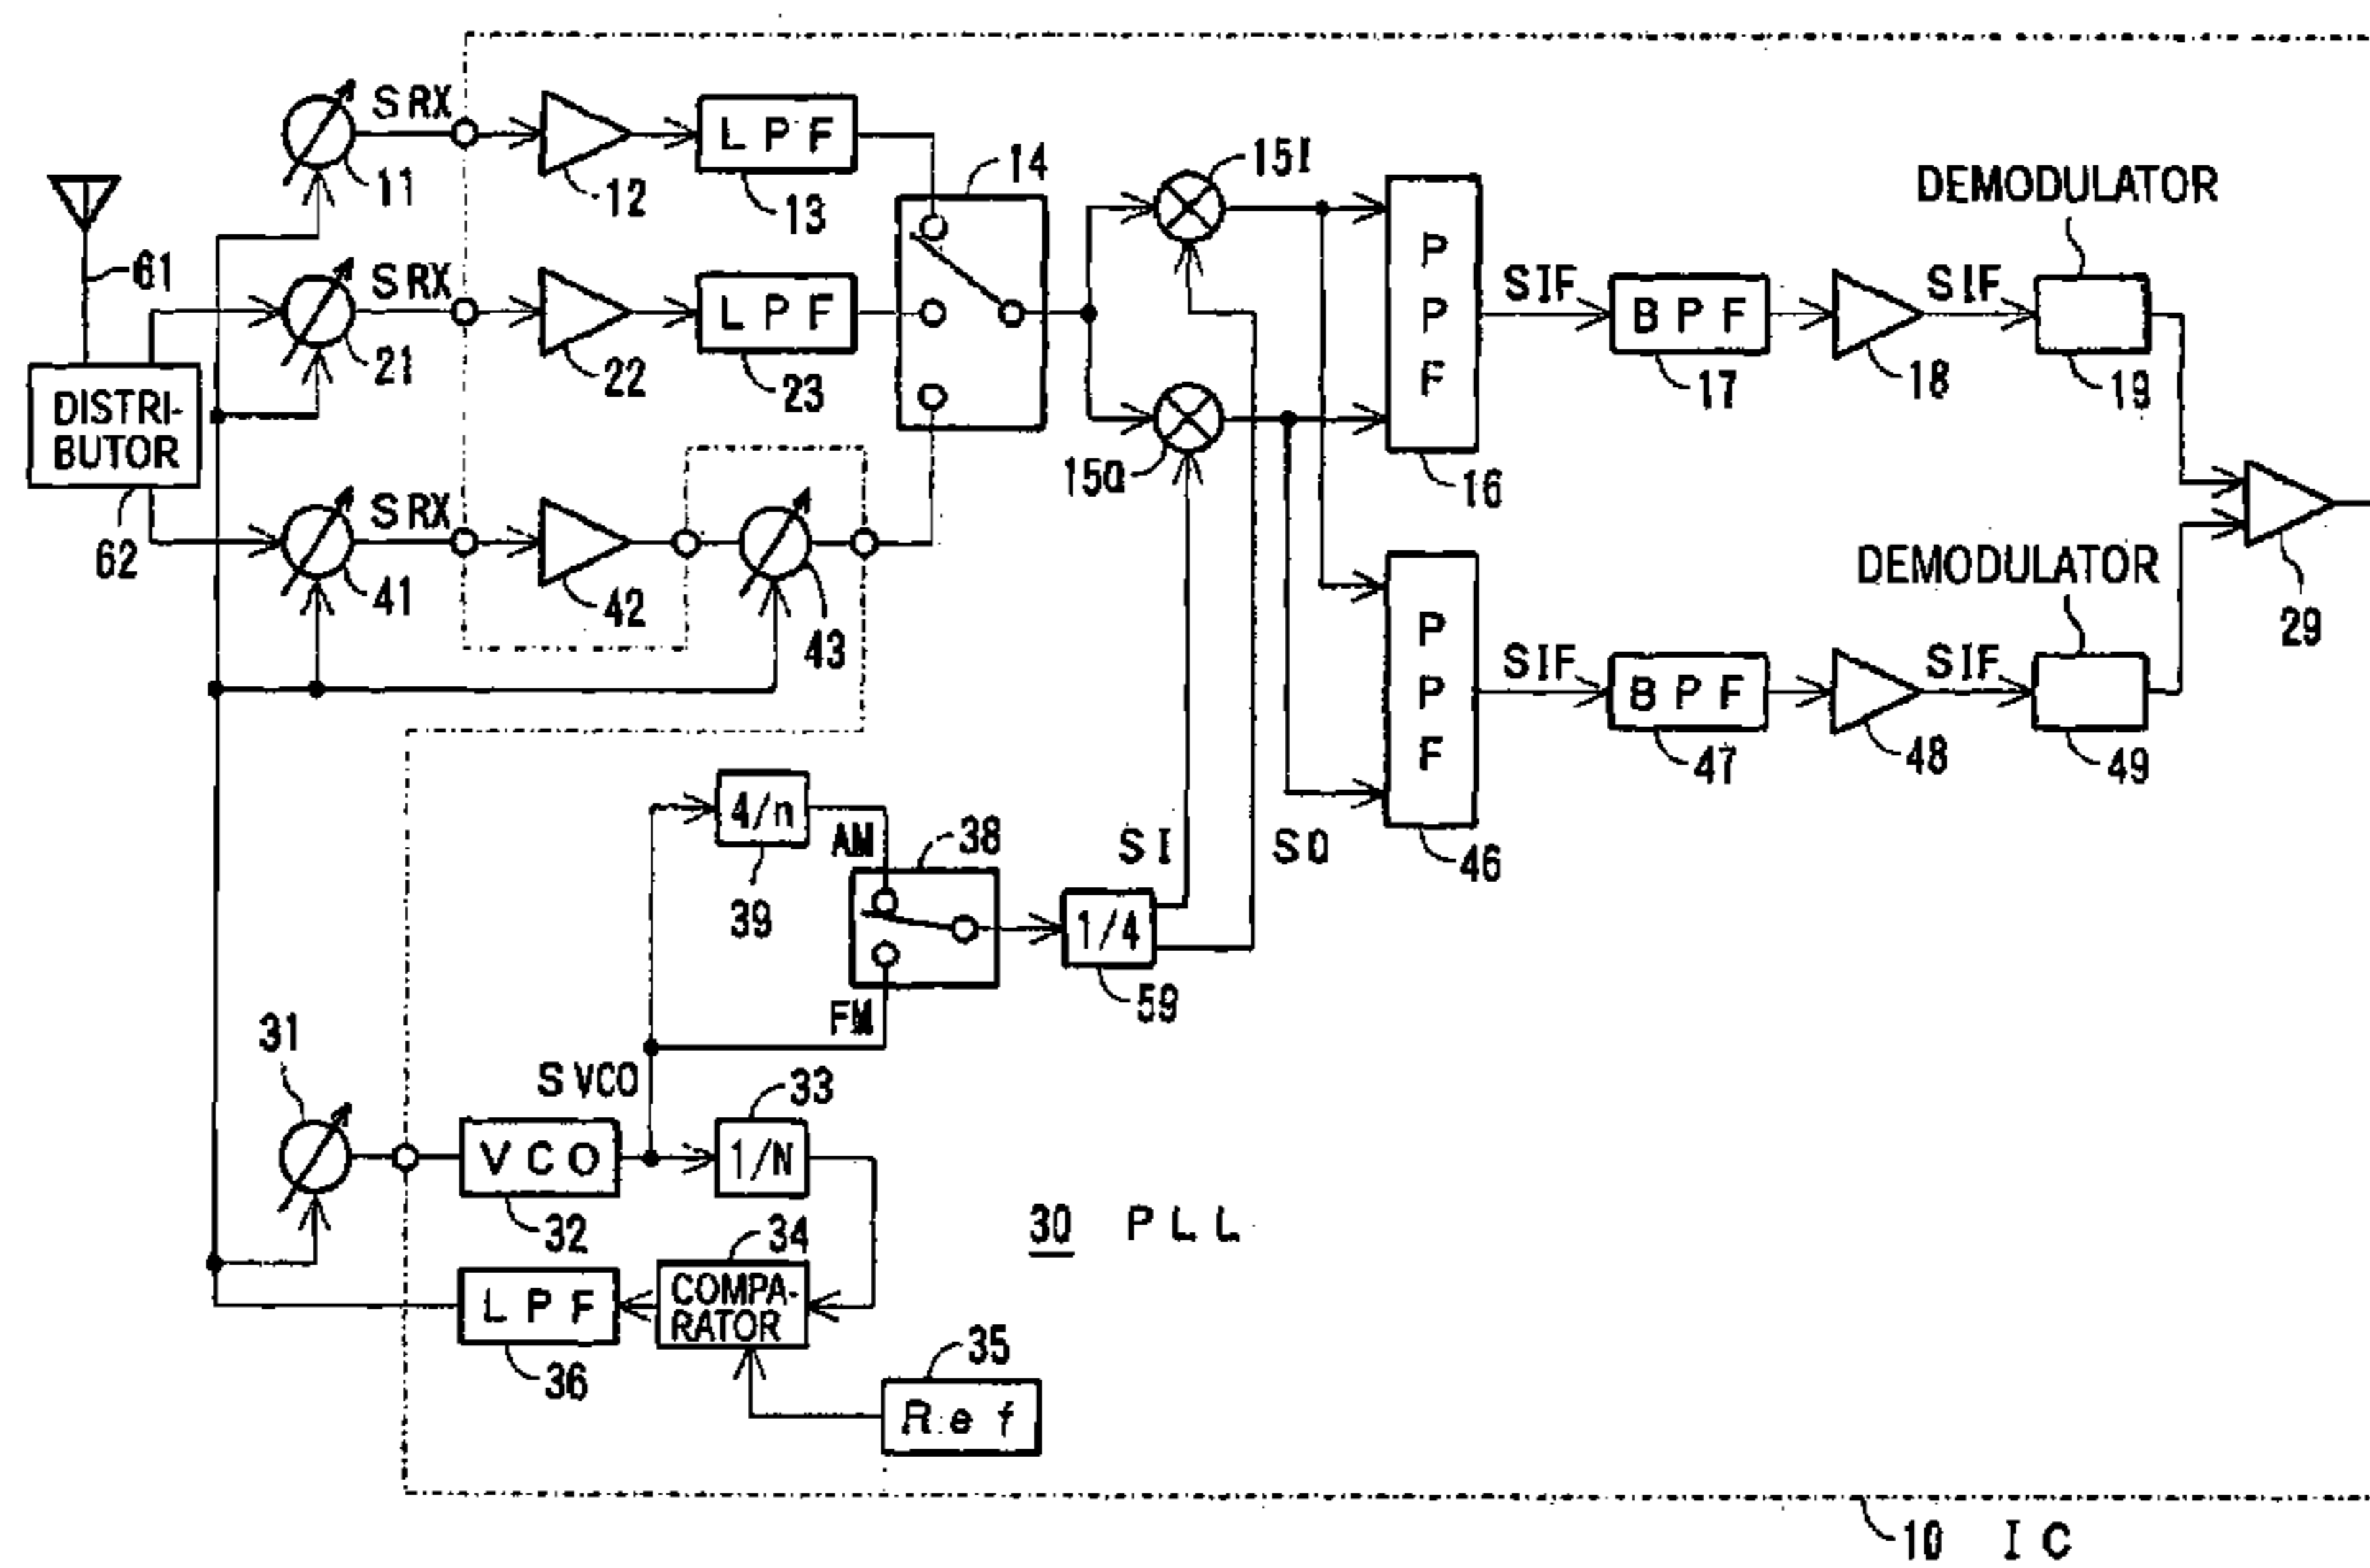 SRX
11
12
LPF
13
14
15I
DEMODULATOR
61
SRX
21
22
LPF
23
PPF
16
SIF
BPF
17
18
SIF
19
DISTRI-
BUTOR
62
15Q
SRX
41
42
43
29
DEMODULATOR
PPF
46
SIF
BPF
47
48
SIF
49
4/n
39
AM
38
SI
SQ
1/4
59
FM
31
SVCO
33
VCO
32
1/N
30 PLL
34
LPF
36
COMPA-
RATOR
35
Ref
10 IC